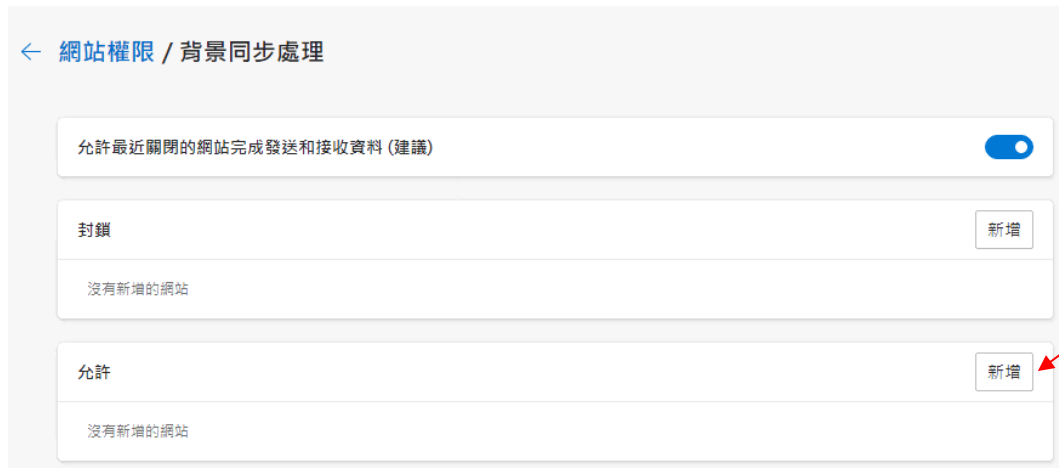 ← 網站權限 / 背景同步處理
允許最近關閉的網站完成發送和接收資料 (建議)
封鎖 新增
沒有新增的網站
允許 新增
沒有新增的網站